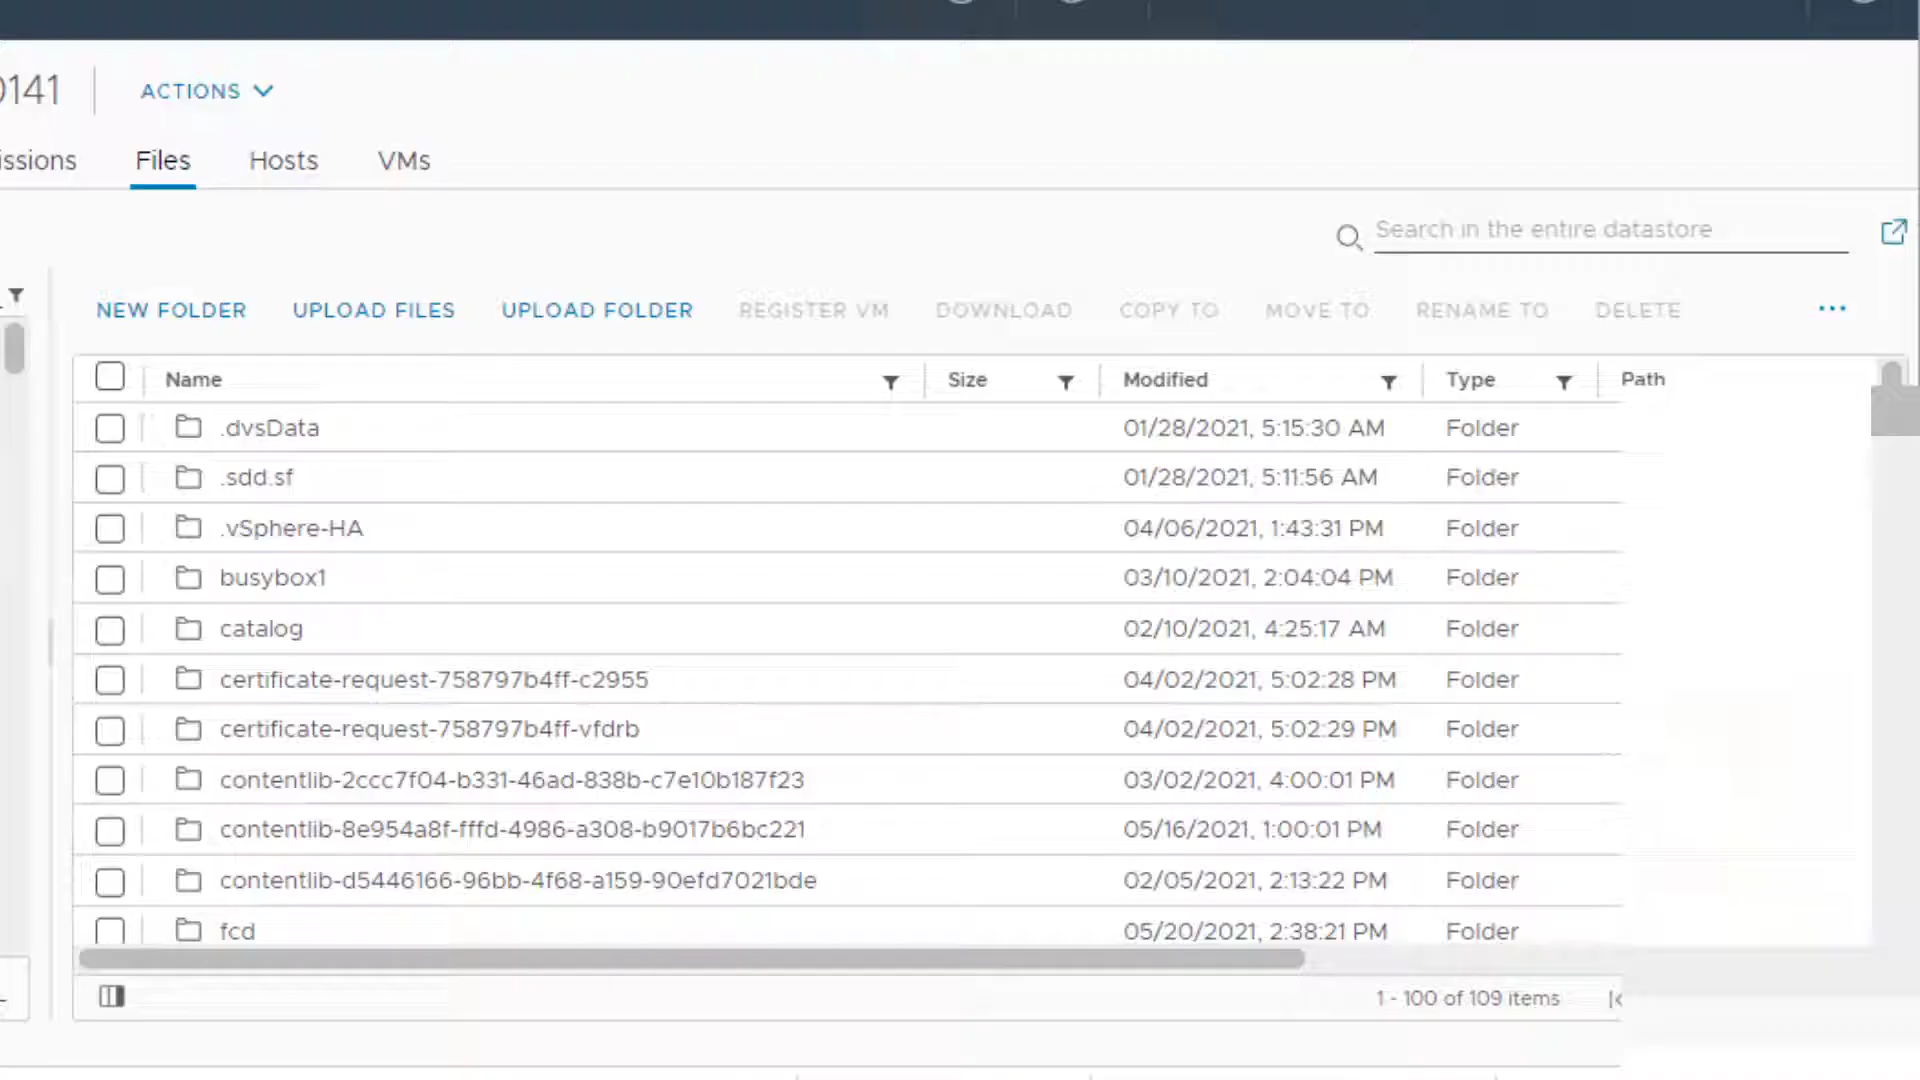 0141 ACTIONS
issions Files Hosts VMs
Search in the entire datastore
NEW FOLDER UPLOAD FILES UPLOAD FOLDER REGISTER VM DOWNLOAD COPY TO MOVE TO RENAME TO DELETE ...
Name Size Modified Type Path
.dvsData 01/28/2021, 5:15:30 AM Folder
.sdd.sf 01/28/2021, 5:11:56 AM Folder
.vSphere-HA 04/06/2021, 1:43:31 PM Folder
busybox1 03/10/2021, 2:04:04 PM Folder
catalog 02/10/2021, 4:25:17 AM Folder
certificate-request-758797b4ff-c2955 04/02/2021, 5:02:28 PM Folder
certificate-request-758797b4ff-vfdrb 04/02/2021, 5:02:29 PM Folder
contentlib-2ccc7f04-b331-46ad-838b-c7e10b187f23 03/02/2021, 4:00:01 PM Folder
contentlib-8e954a8f-fffd-4986-a308-b9017b6bc221 05/16/2021, 1:00:01 PM Folder
contentlib-d5446166-96bb-4f68-a159-90efd7021bde 02/05/2021, 2:13:22 PM Folder
fcd 05/20/2021, 2:38:21 PM Folder
1 - 100 of 109 items